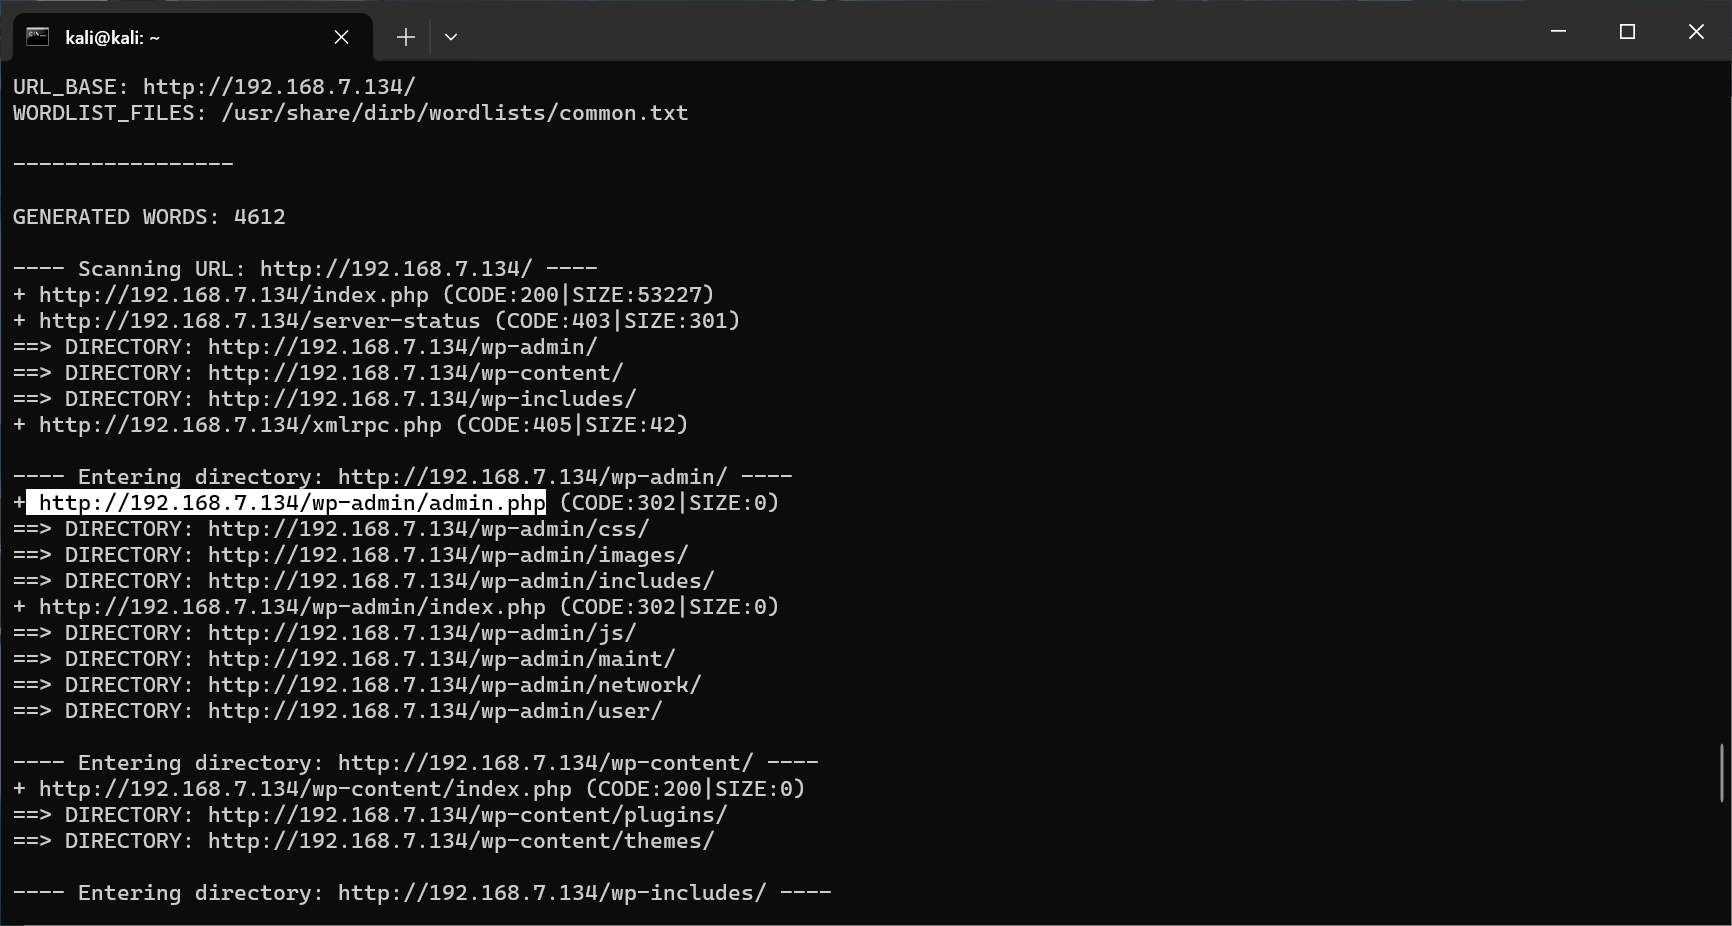 kali@kali: ~
URL_BASE: http://192.168.7.134/
WORDLIST_FILES: /usr/share/dirb/wordlists/common.txt
-----------------
GENERATED WORDS: 4612
---- Scanning URL: http://192.168.7.134/ ----
+ http://192.168.7.134/index.php (CODE:200|SIZE:53227)
+ http://192.168.7.134/server-status (CODE:403|SIZE:301)
==> DIRECTORY: http://192.168.7.134/wp-admin/
==> DIRECTORY: http://192.168.7.134/wp-content/
==> DIRECTORY: http://192.168.7.134/wp-includes/
+ http://192.168.7.134/xmlrpc.php (CODE:405|SIZE:42)
---- Entering directory: http://192.168.7.134/wp-admin/ ----
+ http://192.168.7.134/wp-admin/admin.php (CODE:302|SIZE:0)
==> DIRECTORY: http://192.168.7.134/wp-admin/css/
==> DIRECTORY: http://192.168.7.134/wp-admin/images/
==> DIRECTORY: http://192.168.7.134/wp-admin/includes/
+ http://192.168.7.134/wp-admin/index.php (CODE:302|SIZE:0)
==> DIRECTORY: http://192.168.7.134/wp-admin/js/
==> DIRECTORY: http://192.168.7.134/wp-admin/maint/
==> DIRECTORY: http://192.168.7.134/wp-admin/network/
==> DIRECTORY: http://192.168.7.134/wp-admin/user/
---- Entering directory: http://192.168.7.134/wp-content/ ----
+ http://192.168.7.134/wp-content/index.php (CODE:200|SIZE:0)
==> DIRECTORY: http://192.168.7.134/wp-content/plugins/
==> DIRECTORY: http://192.168.7.134/wp-content/themes/
---- Entering directory: http://192.168.7.134/wp-includes/ ----